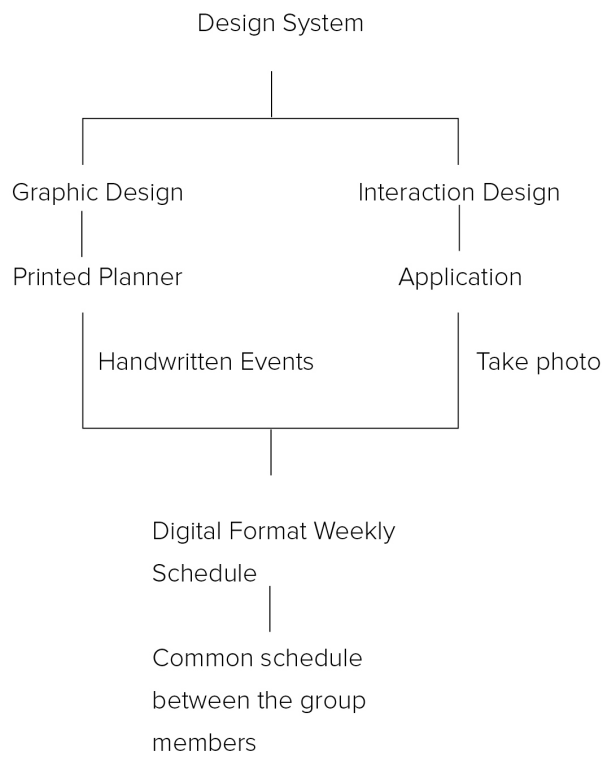 Design System
Graphic Design
Interaction Design
Printed Planner
Application
Handwritten Events
Take photo
Digital Format Weekly
Schedule
Common schedule
between the group
members